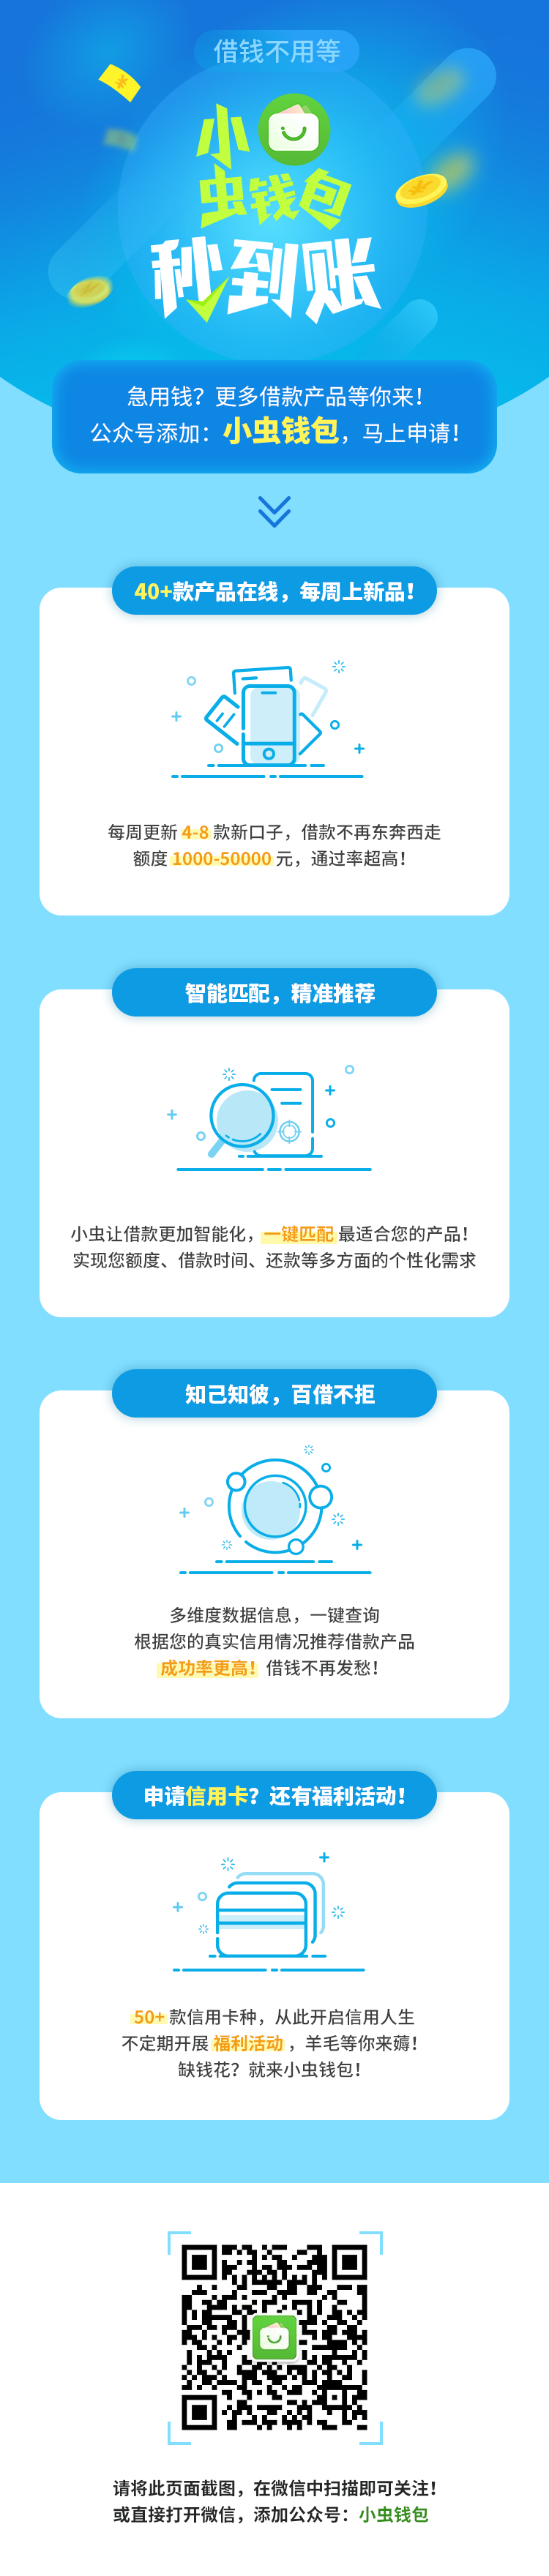 借钱不用等
小
虫钱包
秒到账
急用钱？更多借款产品等你来！
公众号添加：小虫钱包，马上申请！
40+款产品在线，每周上新品！
每周更新 4-8 款新口子，借款不再东奔西走
额度 1000-50000 元，通过率超高！
智能匹配，精准推荐
小虫让借款更加智能化，一键匹配 最适合您的产品！
实现您额度、借款时间、还款等多方面的个性化需求
知己知彼，百借不拒
多维度数据信息，一键查询
根据您的真实信用情况推荐借款产品
成功率更高！ 借钱不再发愁！
申请信用卡？还有福利活动！
50+ 款信用卡种，从此开启信用人生
不定期开展 福利活动 ，羊毛等你来薅！
缺钱花？就来小虫钱包！
请将此页面截图，在微信中扫描即可关注！
或直接打开微信，添加公众号：小虫钱包